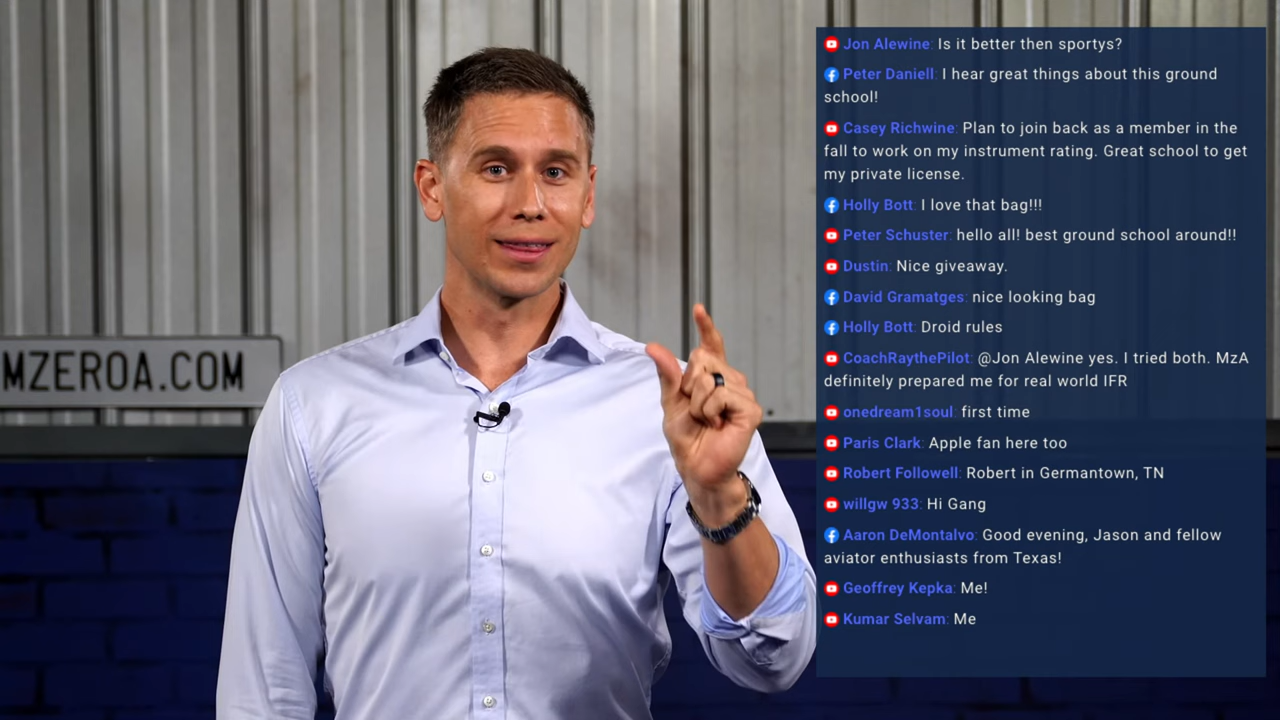 MZEROA.COM
Jon Alewine: Is it better then sportys?
Peter Daniell: I hear great things about this ground
school!
Casey Richwine: Plan to join back as a member in the
fall to work on my instrument rating. Great school to get
my private license.
Holly Bott: I love that bag!!!
Peter Schuster: hello all! best ground school around!!
Dustin: Nice giveaway.
David Gramatges: nice looking bag
Holly Bott: Droid rules
CoachRaythePilot: @Jon Alewine yes. I tried both. MzA
definitely prepared me for real world IFR
onedream1soul: first time
Paris Clark: Apple fan here too
Robert Followell: Robert in Germantown, TN
willgw 933: Hi Gang
Aaron DeMontalvo: Good evening, Jason and fellow
aviator enthusiasts from Texas!
Geoffrey Kepka: Me!
Kumar Selvam: Me